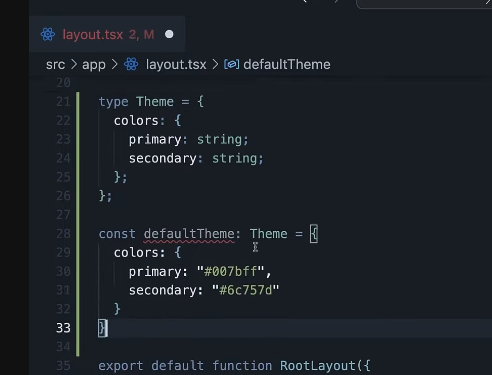 layout.tsx 2, M
src > app > layout.tsx > defaultTheme
20
21 type Theme = {
22 colors: {
23 primary: string;
24 secondary: string;
25 };
26 };
27
28 const defaultTheme: Theme = {
29 colors: {
30 primary: "#007bff",
31 secondary: "#6c757d"
32 }
33 }
34
35 export default function RootLayout({